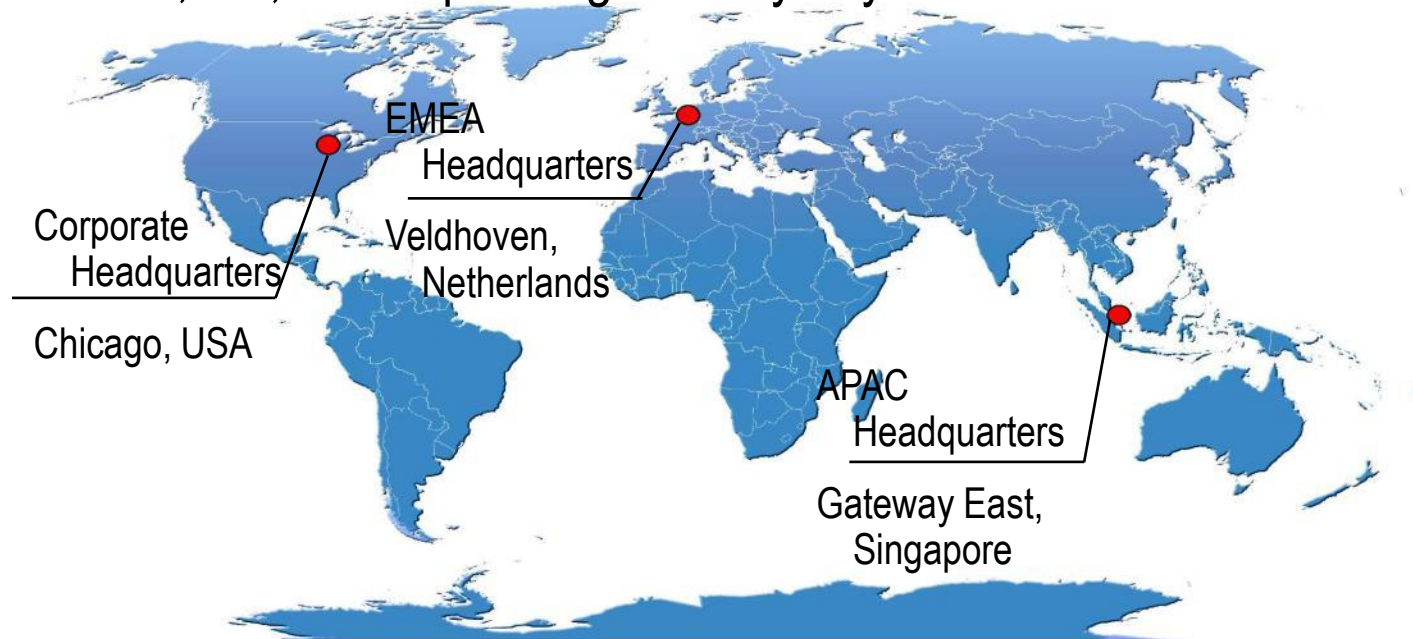 EMEA
Headquarters
Veldhoven,
Netherlands
Corporate
Headquarters
Chicago, USA
APAC
Headquarters
Gateway East,
Singapore